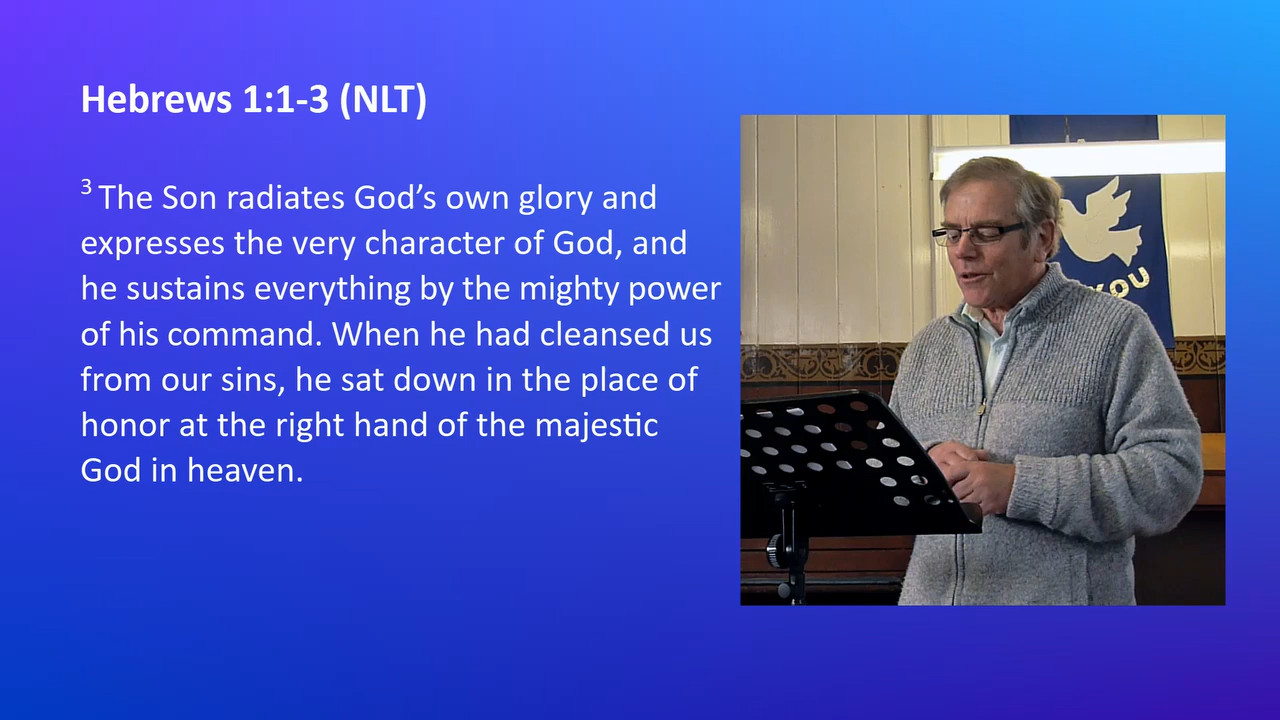 Hebrews 1:1-3 (NLT)
3 The Son radiates God’s own glory and
expresses the very character of God, and
he sustains everything by the mighty power
of his command. When he had cleansed us
from our sins, he sat down in the place of
honor at the right hand of the majestic
God in heaven.
YOU